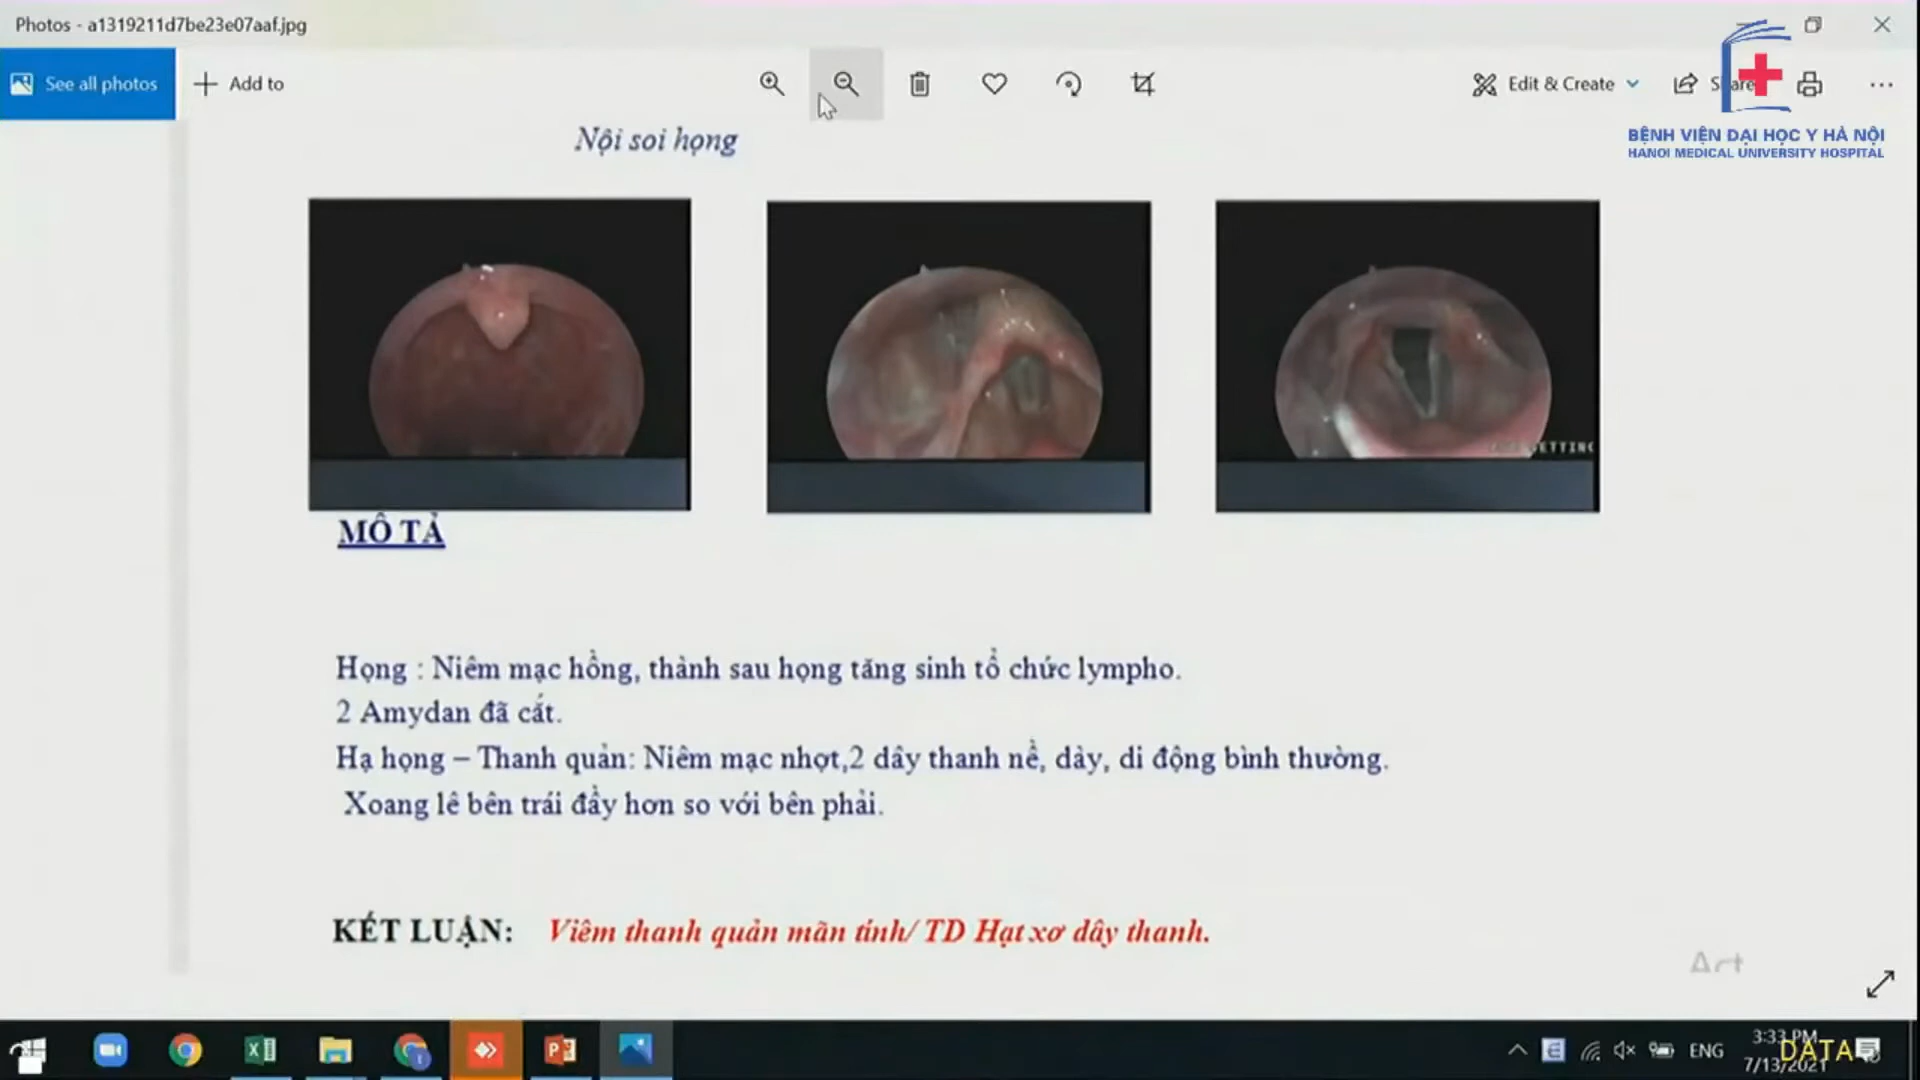 Photos - a1319211d7be23e07aaf.jpg
See all photos
Add to
Edit & Create
Share
BỆNH VIỆN ĐẠI HỌC Y HÀ NỘI
HANOI MEDICAL UNIVERSITY HOSPITAL
Nội soi họng
SETTING
MÔ TẢ
Họng : Niêm mạc hồng, thành sau họng tăng sinh tổ chức lympho.
2 Amydan đã cắt.
Hạ họng – Thanh quản: Niêm mạc nhợt,2 dây thanh nề, dày, di động bình thường.
Xoang lê bên trái đầy hơn so với bên phải.
KẾT LUẬN: Viêm thanh quản mãn tính/ TD Hạt xơ dây thanh.
ENG
3:33 PM
7/13/2021
DATA